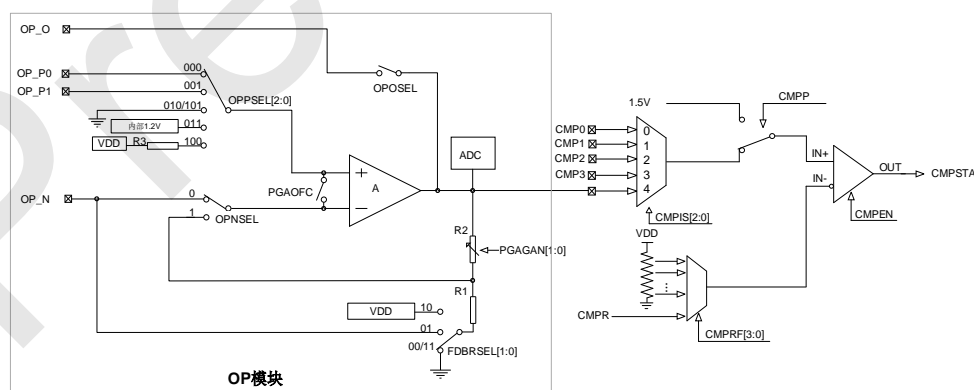 OP_O
OP_P0
OP_P1
000
001
010/101
内部1.2V
011
VDD
R3
100
OPPSEL[2:0]
OPOSEL
OP_N
0
1
OPNSEL
PGAOFC
+
A
−
ADC
R2
PGAGAN[1:0]
R1
VDD
10
01
00/11
FDBRSEL[1:0]
OP模块
CMP0
CMP1
CMP2
CMP3
0
1
2
3
4
CMPIS[2:0]
1.5V
CMPP
IN+
IN-
OUT
CMPSTA
CMPEN
VDD
⋮
CMPR
CMPRF[3:0]
Pre